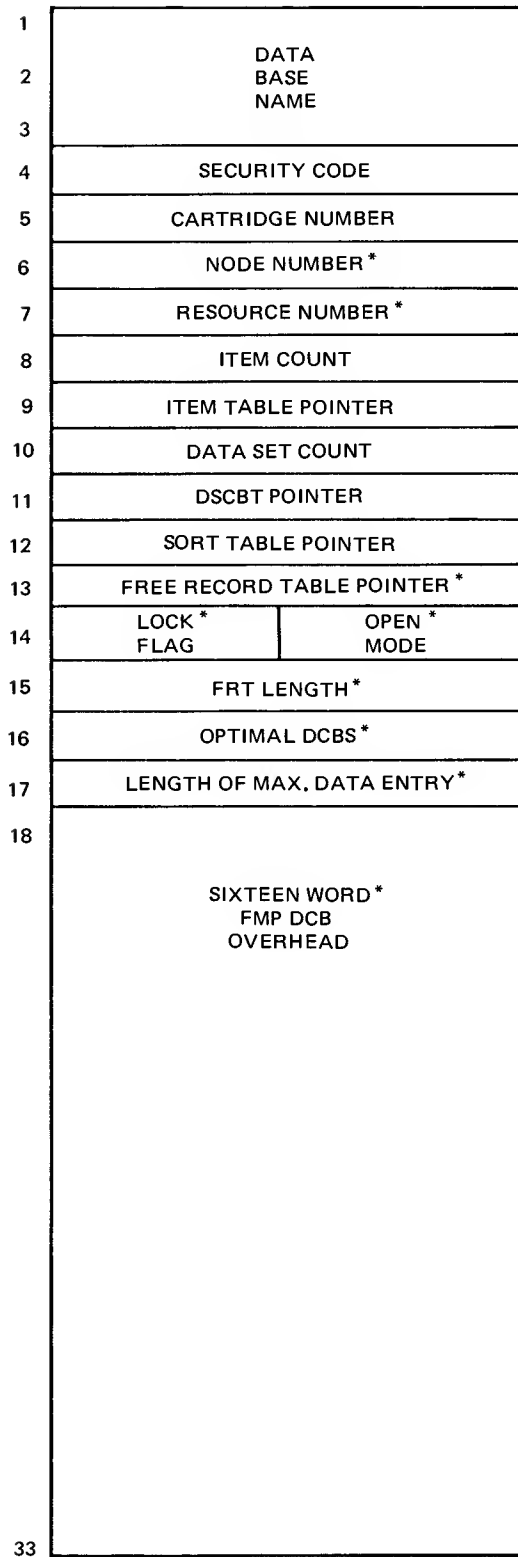 1
2
3
DATA
BASE
NAME
4 SECURITY CODE
5 CARTRIDGE NUMBER
6 NODE NUMBER*
7 RESOURCE NUMBER*
8 ITEM COUNT
9 ITEM TABLE POINTER
10 DATA SET COUNT
11 DSCBT POINTER
12 SORT TABLE POINTER
13 FREE RECORD TABLE POINTER*
14
LOCK*
FLAG
OPEN*
MODE
15 FRT LENGTH*
16 OPTIMAL DCBS*
17 LENGTH OF MAX. DATA ENTRY*
18
SIXTEEN WORD*
FMP DCB
OVERHEAD
33